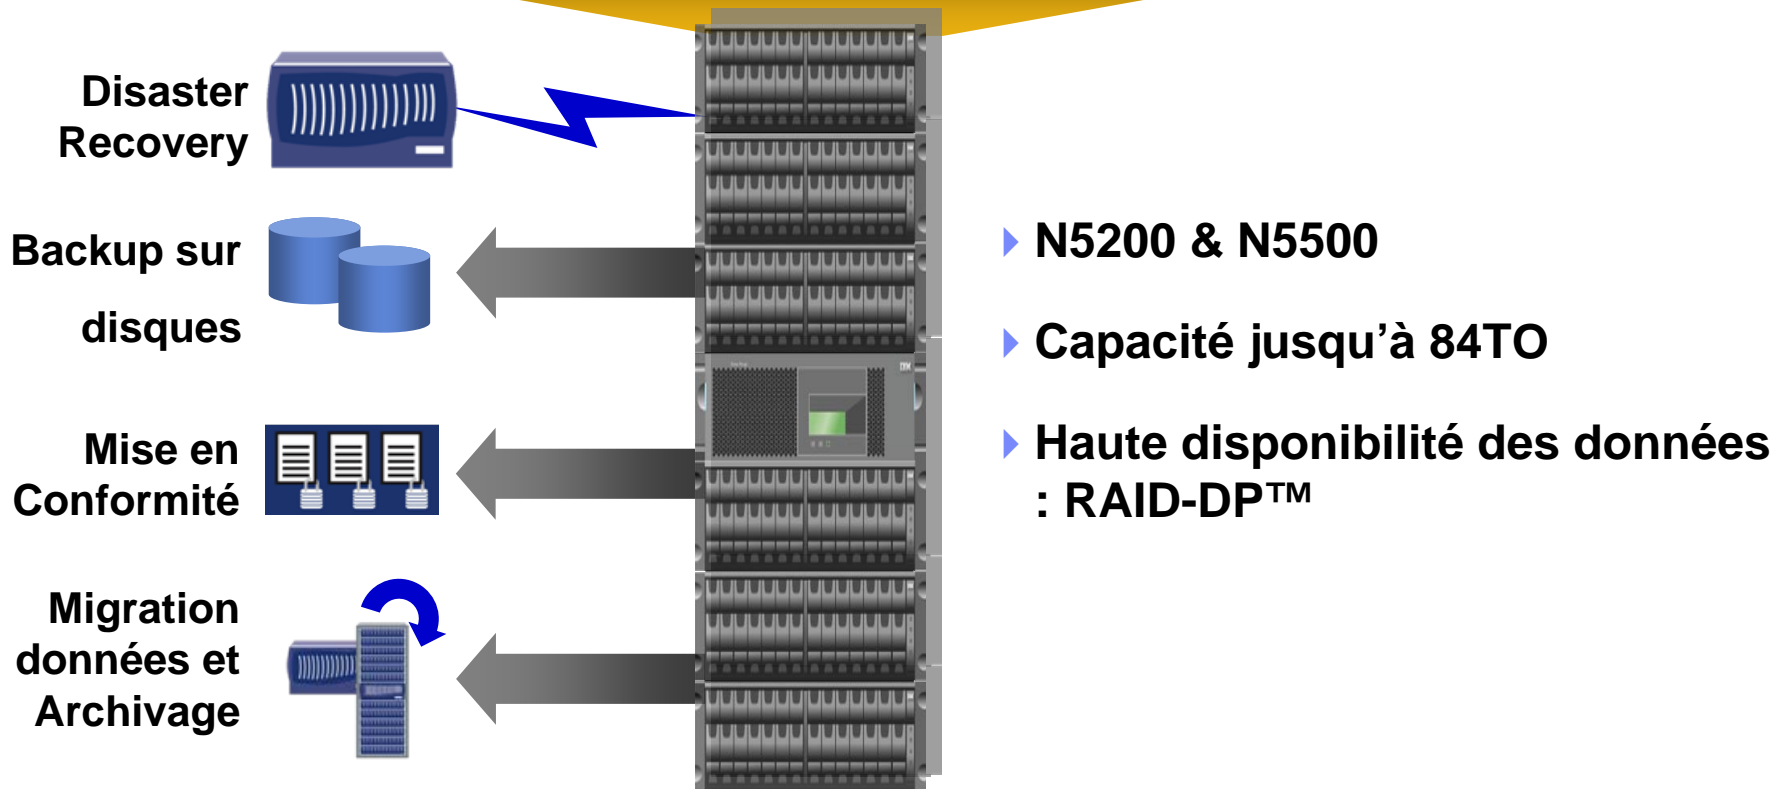 Disaster
Recovery
Backup sur
disques
Mise en
Conformité
Migration
données et
Archivage
IBM
N5200 & N5500
Capacité jusqu’à 84TO
Haute disponibilité des données
: RAID-DP™